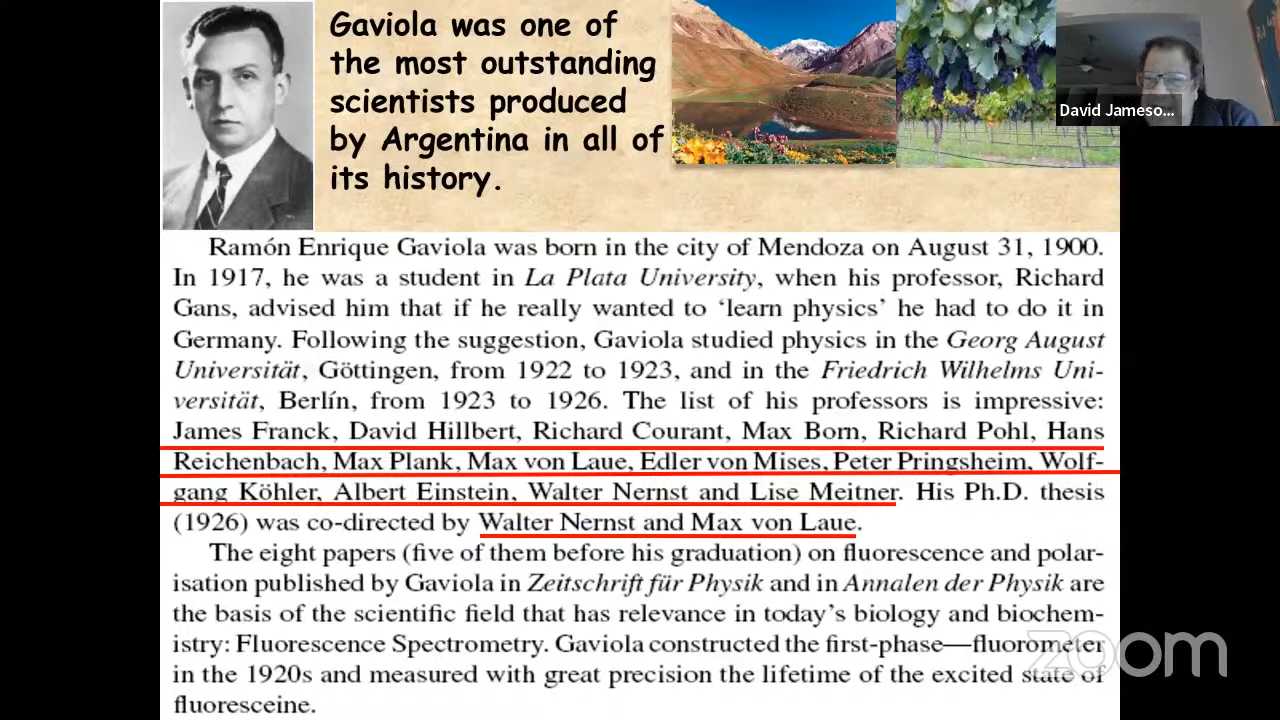 Gaviola was one of
the most outstanding
scientists produced
by Argentina in all of
its history.
David Jameso...
Ramón Enrique Gaviola was born in the city of Mendoza on August 31, 1900.
In 1917, he was a student in La Plata University, when his professor, Richard
Gans, advised him that if he really wanted to ‘learn physics’ he had to do it in
Germany. Following the suggestion, Gaviola studied physics in the Georg August
Universität, Göttingen, from 1922 to 1923, and in the Friedrich Wilhelms Uni-
versität, Berlín, from 1923 to 1926. The list of his professors is impressive:
James Franck, David Hillbert, Richard Courant, Max Born, Richard Pohl, Hans
Reichenbach, Max Plank, Max von Laue, Edler von Mises, Peter Pringsheim, Wolf-
gang Köhler, Albert Einstein, Walter Nernst and Lise Meitner. His Ph.D. thesis
(1926) was co-directed by Walter Nernst and Max von Laue.
The eight papers (five of them before his graduation) on fluorescence and polar-
isation published by Gaviola in Zeitschrift für Physik and in Annalen der Physik are
the basis of the scientific field that has relevance in today’s biology and biochem-
istry: Fluorescence Spectrometry. Gaviola constructed the first-phase—fluorometer
in the 1920s and measured with great precision the lifetime of the excited state of
fluoresceine.
zoom